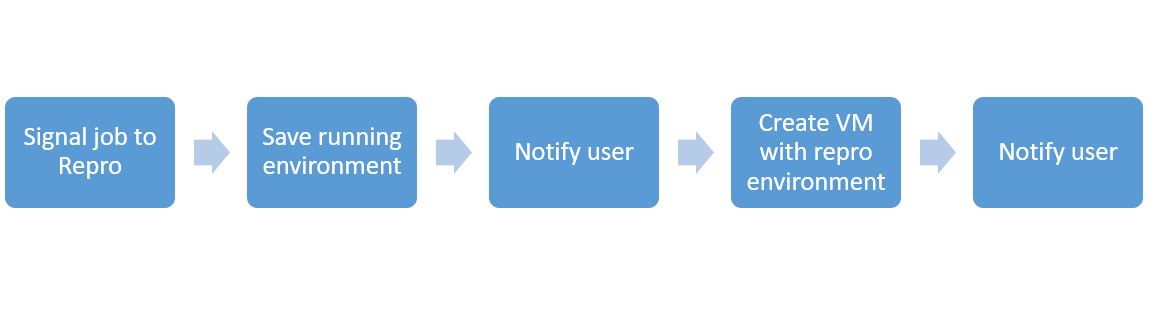 Signal job to
Repro
Save running
environment
Notify user
Create VM
with repro
environment
Notify user